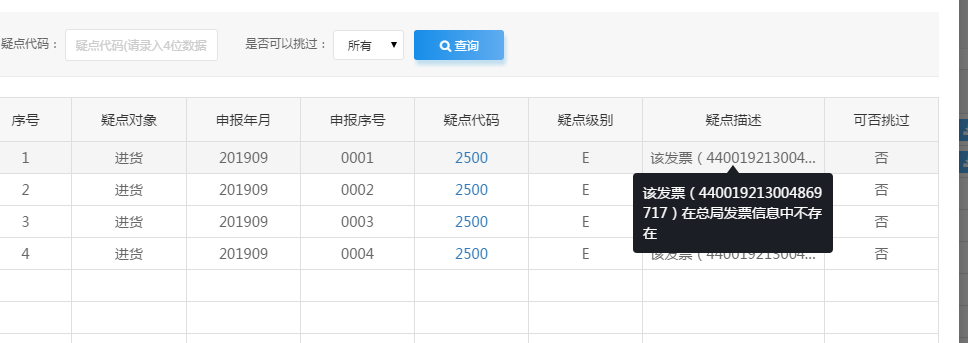 疑点代码： 疑点代码(请录入4位数据 是否可以挑过： 所有 查询
序号 疑点对象 申报年月 申报序号 疑点代码 疑点级别 疑点描述 可否挑过
1 进货 201909 0001 2500 E 该发票（440019213004... 否
2 进货 201909 0002 2500 E 否
3 进货 201909 0003 2500 E 否
4 进货 201909 0004 2500 E 该发票（440019213004... 否
该发票（440019213004869
717）在总局发票信息中不存
在